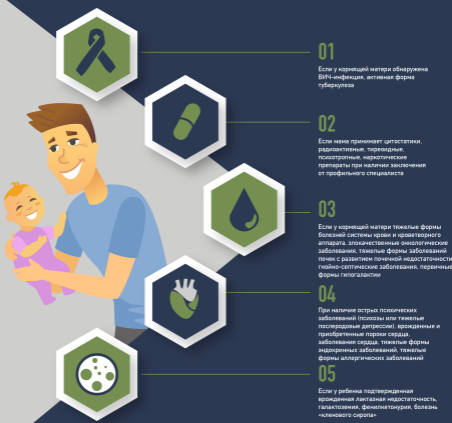 01
Если у кормящей матери обнаружена
ВИЧ-инфекция, активная форма
туберкулеза
02
Если мама принимает цитостатики,
радиоактивные, тиреоидные,
психотропные, наркотические
препараты при наличии заключения
от профильного специалиста
03
Если у кормящей матери тяжелые формы
болезней системы крови и кроветворного
аппарата, злокачественные онкологические
заболевания, тяжелые формы заболеваний
почек с развитием почечной недостаточности,
гнойно-септические заболевания, первичные
формы гипогалактии
04
При наличие острых психических
заболеваний (психозы или тяжелые
послеродовые депрессии), врожденные и
приобретенные пороки сердца,
заболевания сердца, тяжелые формы
эндокринных заболеваний, тяжелые
формы аллергических заболеваний
05
Если у ребенка подтвержденная
врожденная лактазная недостаточность,
галактоземия, фенилкетонурия, болезнь
«кленового сиропа»